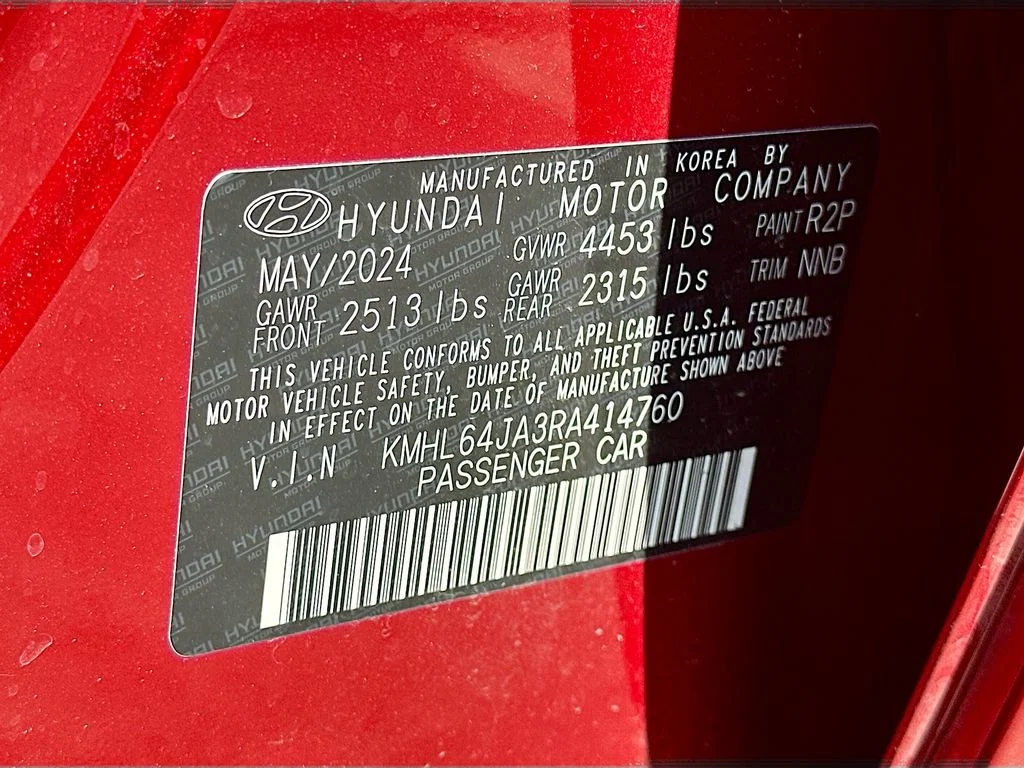 MANUFACTURED IN KOREA BY
HYUNDAI MOTOR COMPANY
MAY/2024 GVWR 4453 lbs PAINT R2P
GAWR FRONT 2513 lbs GAWR REAR 2315 lbs TRIM NNB
THIS VEHICLE CONFORMS TO ALL APPLICABLE U.S.A. FEDERAL
MOTOR VEHICLE SAFETY, BUMPER, AND THEFT PREVENTION STANDARDS
IN EFFECT ON THE DATE OF MANUFACTURE SHOWN ABOVE
V.I.N KMHL64JA3RA414760
PASSENGER CAR